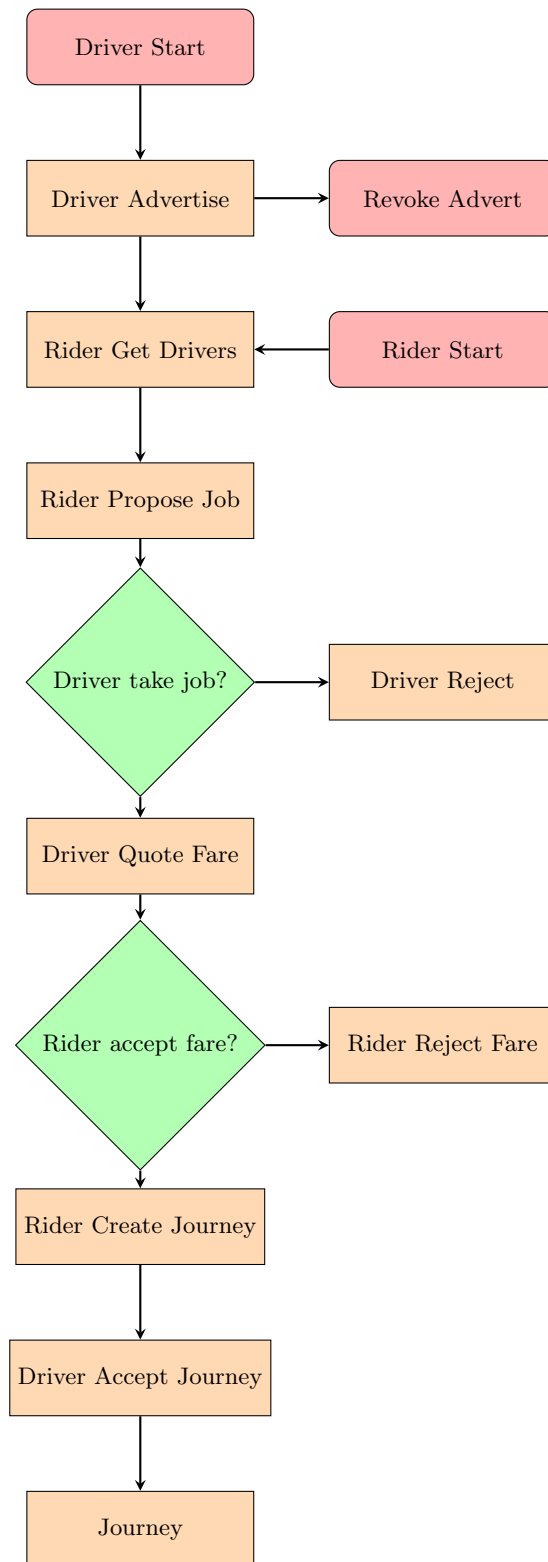 Driver Start
Driver Advertise
Revoke Advert
Rider Get Drivers
Rider Start
Rider Propose Job
Driver take job?
Driver Reject
Driver Quote Fare
Rider accept fare?
Rider Reject Fare
Rider Create Journey
Driver Accept Journey
Journey